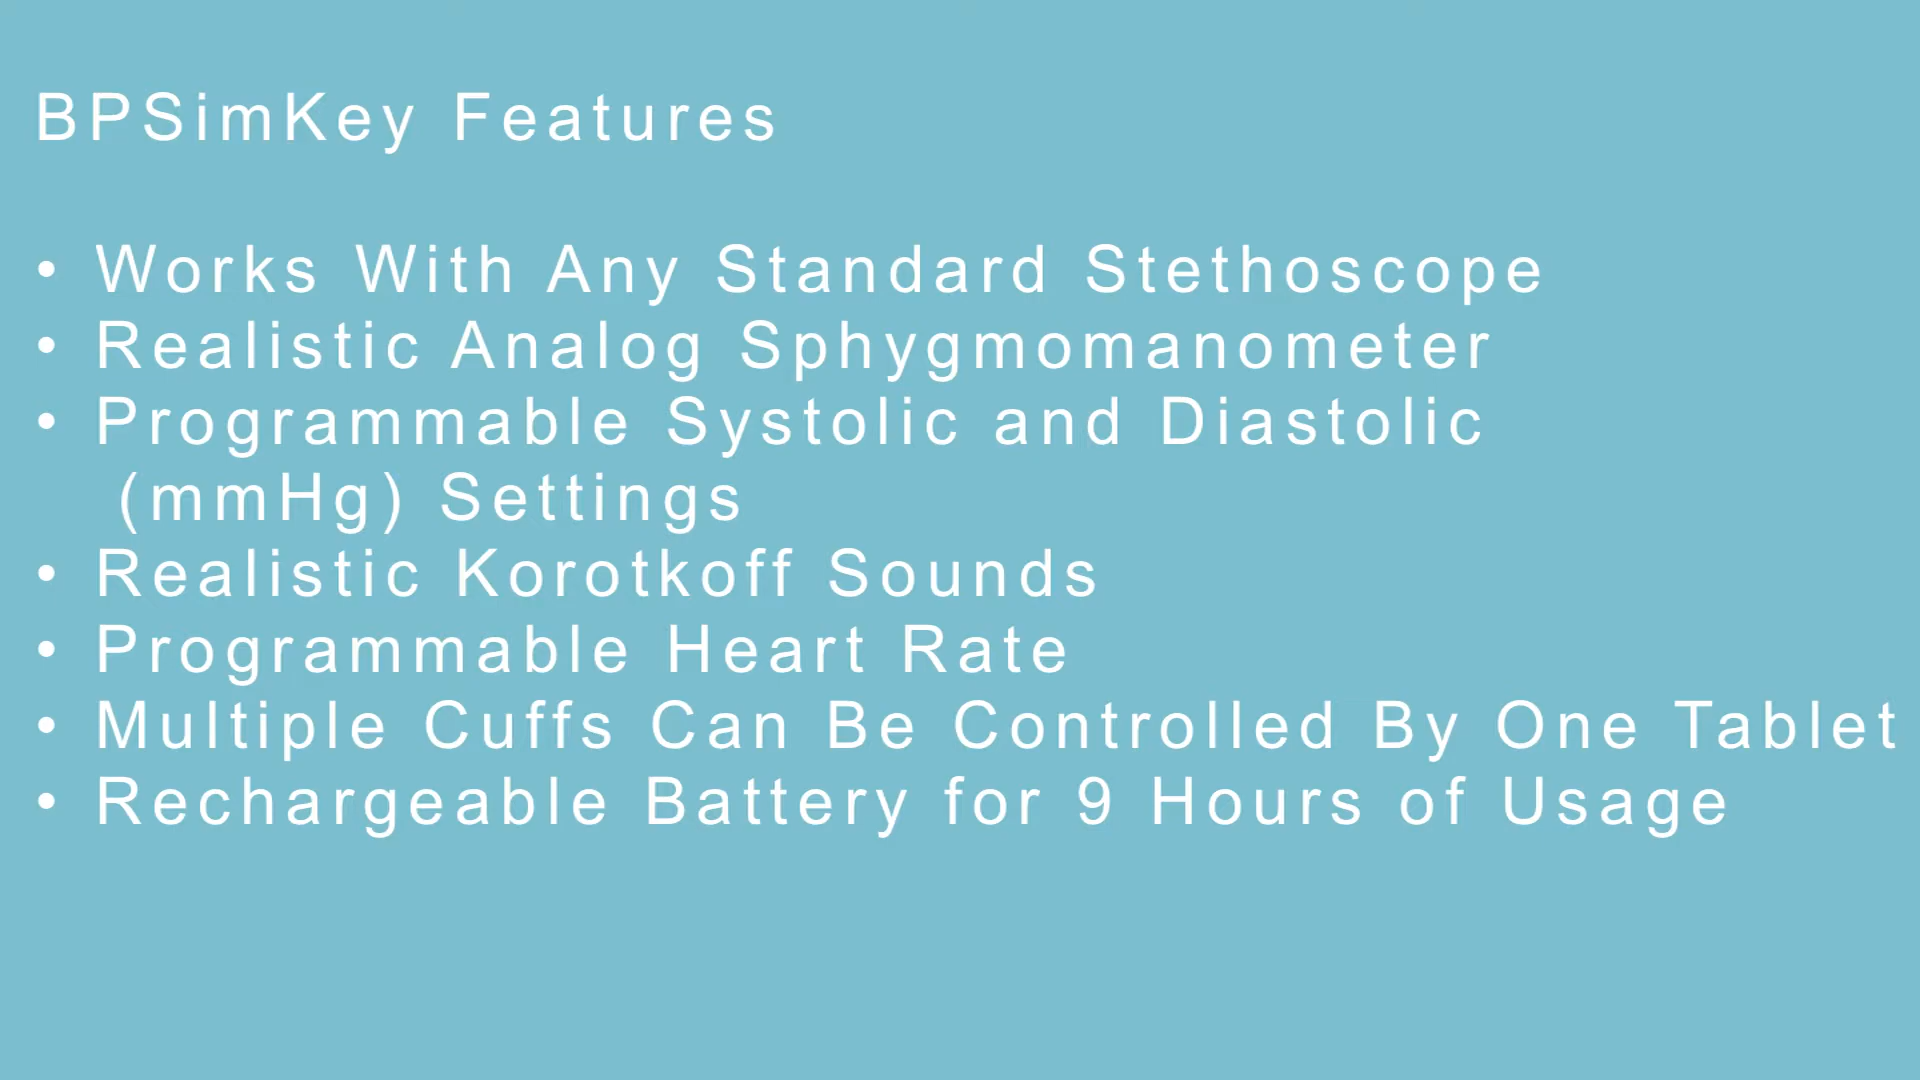 BPSimKey Features
• Works With Any Standard Stethoscope
• Realistic Analog Sphygmomanometer
• Programmable Systolic and Diastolic
(mmHg) Settings
• Realistic Korotkoff Sounds
• Programmable Heart Rate
• Multiple Cuffs Can Be Controlled By One Tablet
• Rechargeable Battery for 9 Hours of Usage